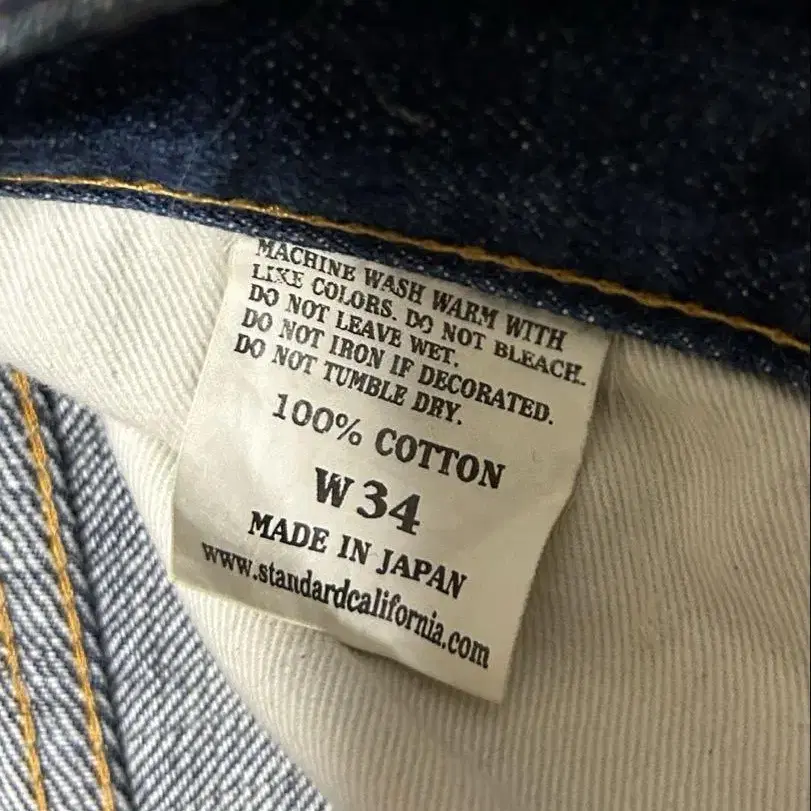 MACHINE WASH WARM WITH
LIKE COLORS. DO NOT BLEACH.
DO NOT LEAVE WET.
DO NOT IRON IF DECORATED.
DO NOT TUMBLE DRY.
100% COTTON
W34
MADE IN JAPAN
www.standardcalifornia.com